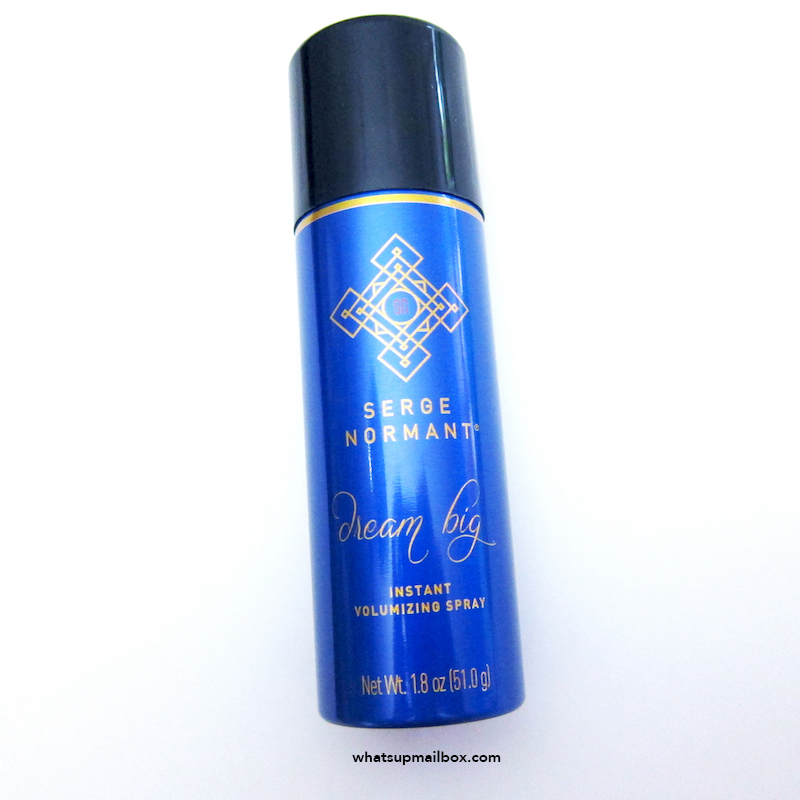 SERGE
NORMANT®
dream big
INSTANT
VOLUMIZING SPRAY
Net Wt. 1.8 oz (51.0 g)
whatsupmailbox.com